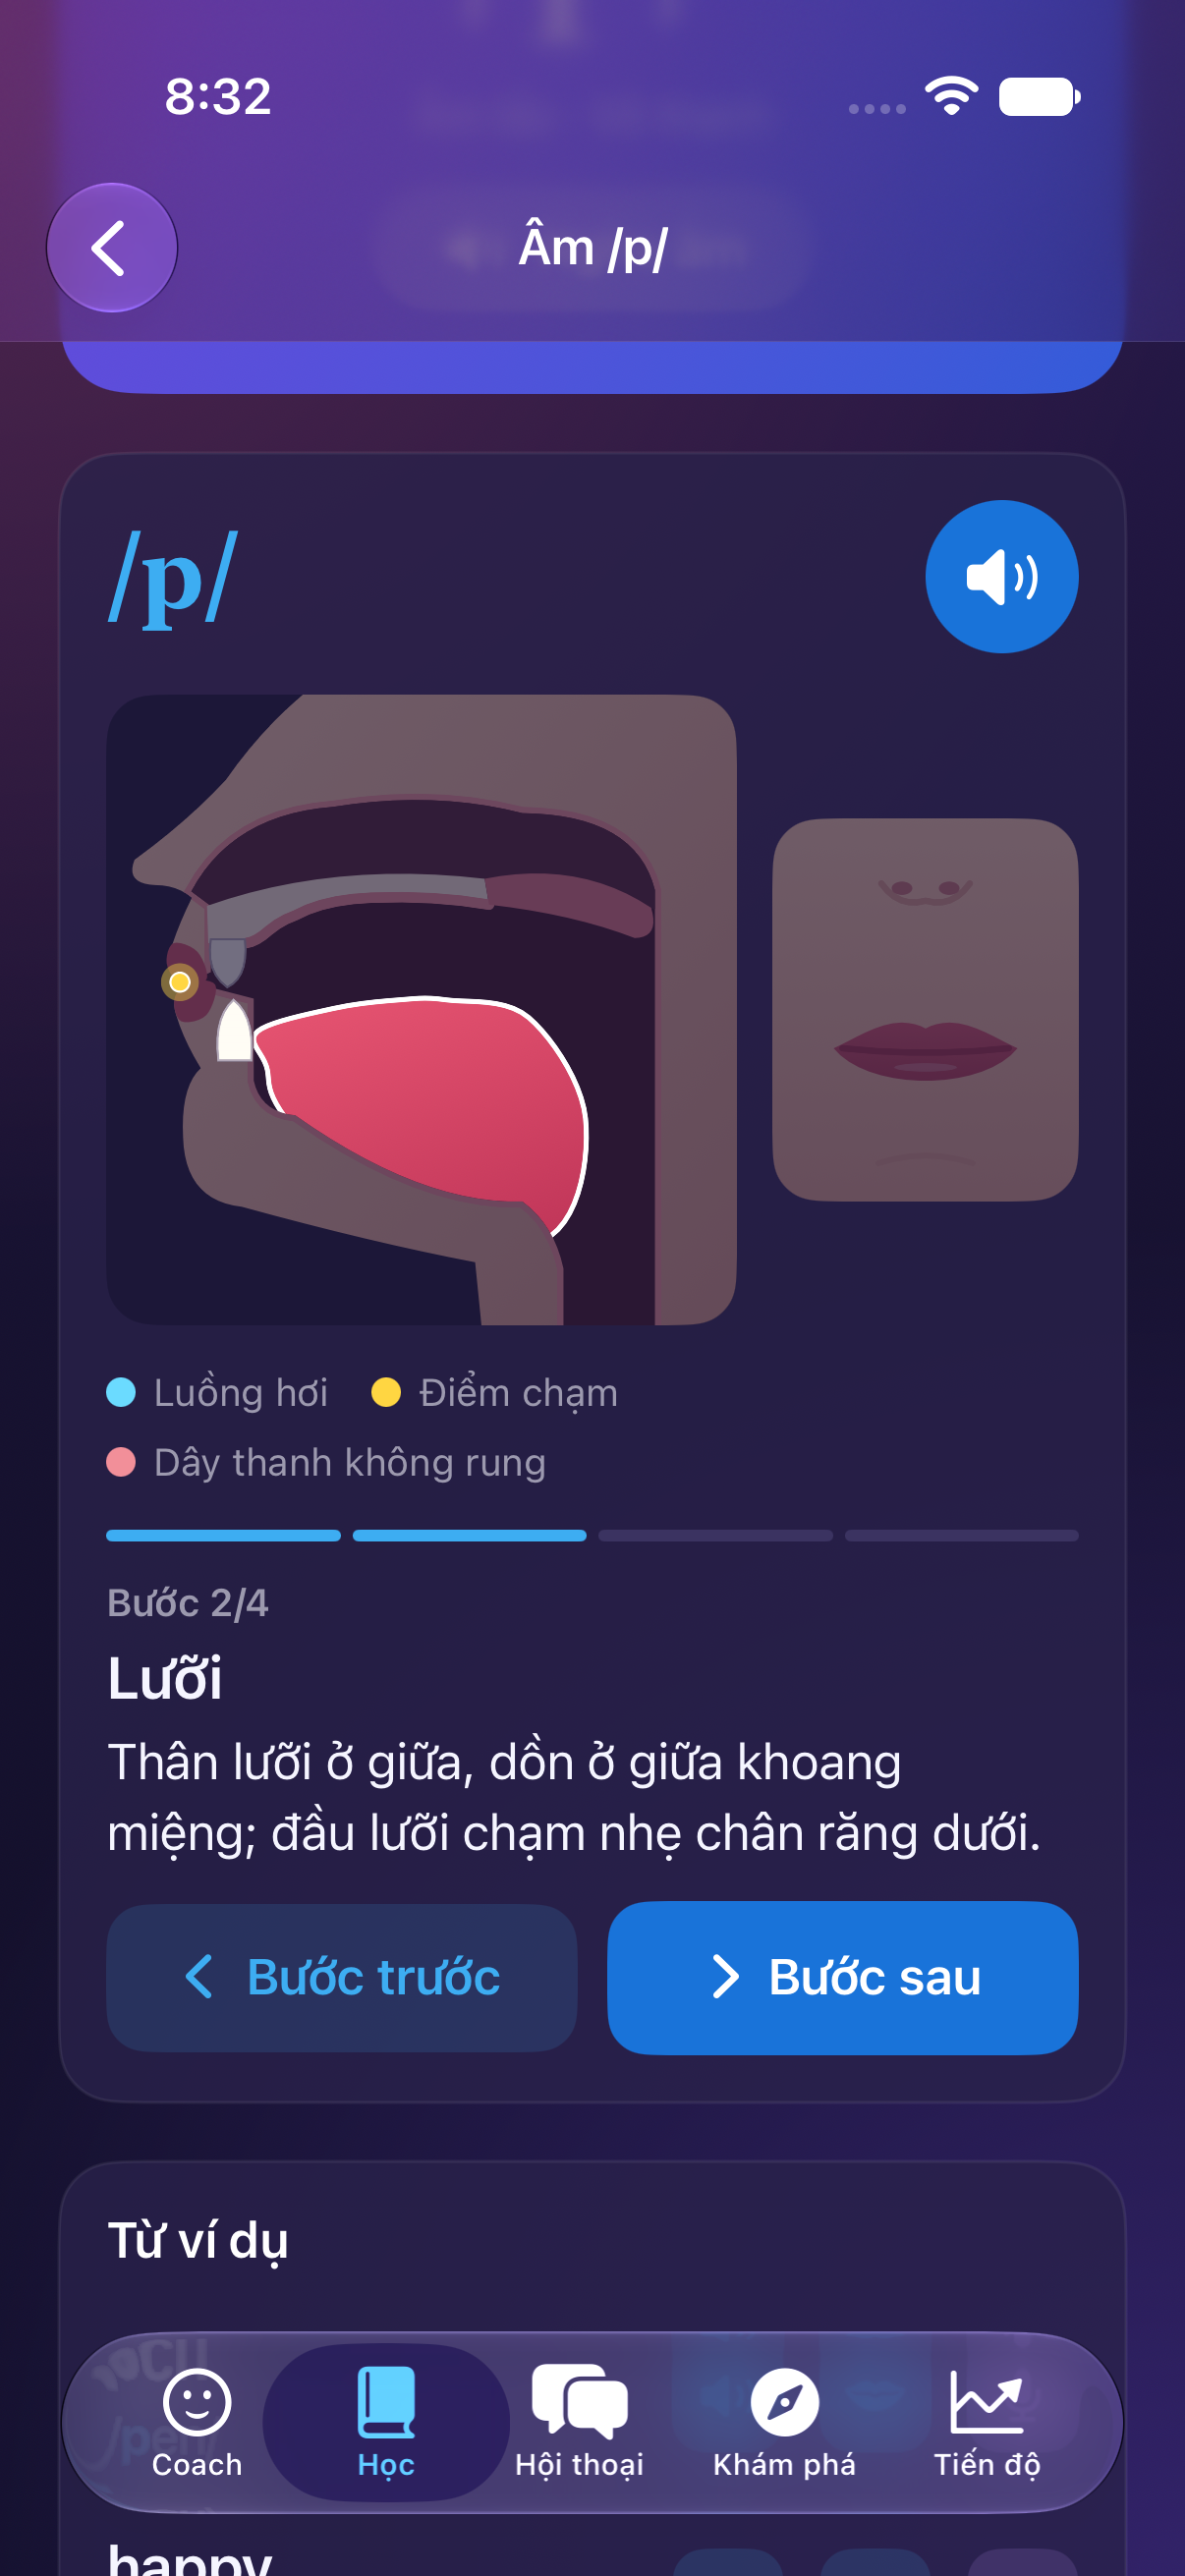 8:32
Âm /p/
/p/
Luồng hơi
Điểm chạm
Dây thanh không rung
Bước 2/4
Lưỡi
Thân lưỡi ở giữa, dồn ở giữa khoang
miệng; đầu lưỡi chạm nhẹ chân răng dưới.
Bước trước
Bước sau
Từ ví dụ
Coach
Học
Hội thoại
Khám phá
Tiến độ
happy